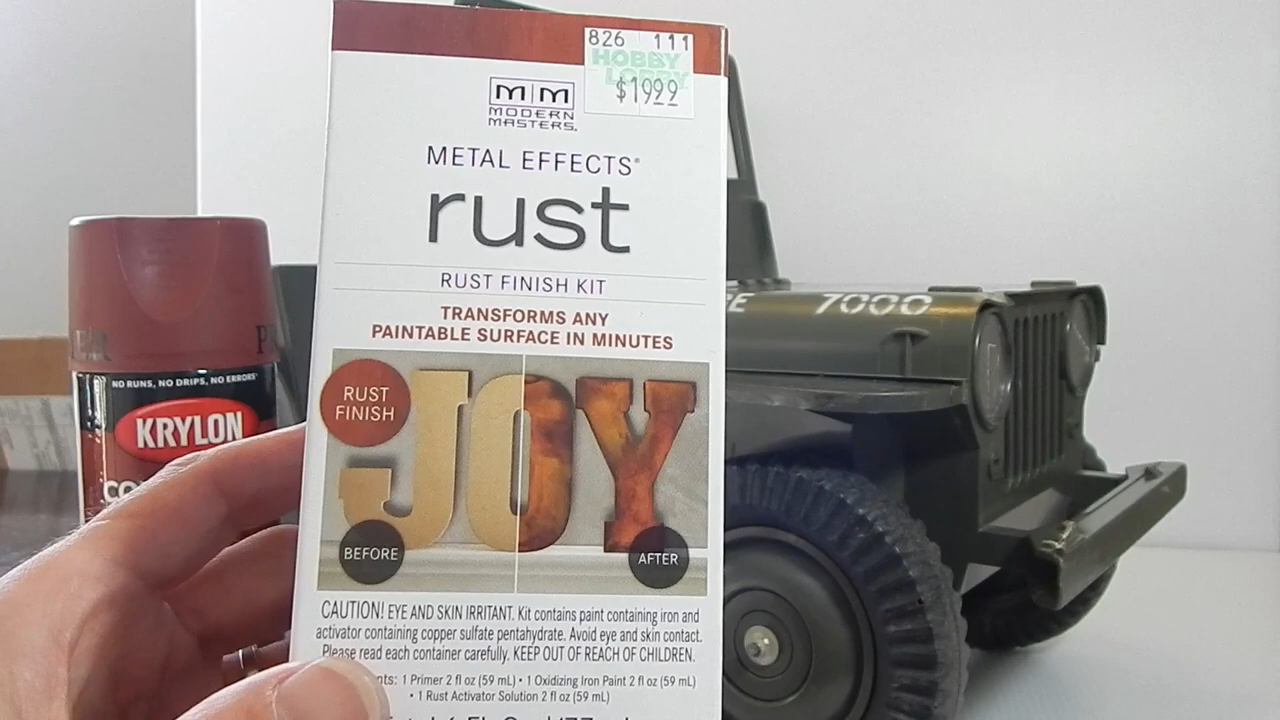 826 111
HOBBY
LOBBY
$19.99
M M
MODERN
MASTERS
METAL EFFECTS®
rust
RUST FINISH KIT
TRANSFORMS ANY
PAINTABLE SURFACE IN MINUTES
RUST
FINISH
JOY
BEFORE
AFTER
CAUTION! EYE AND SKIN IRRITANT. Kit contains paint containing iron and
activator containing copper sulfate pentahydrate. Avoid eye and skin contact.
Please read each container carefully. KEEP OUT OF REACH OF CHILDREN.
1 Primer 2 fl oz (59 mL) • 1 Oxidizing Iron Paint 2 fl oz (59 mL)
• 1 Rust Activator Solution 2 fl oz (59 mL)
NO RUNS, NO DRIPS, NO ERRORS®
KRYLON
7000